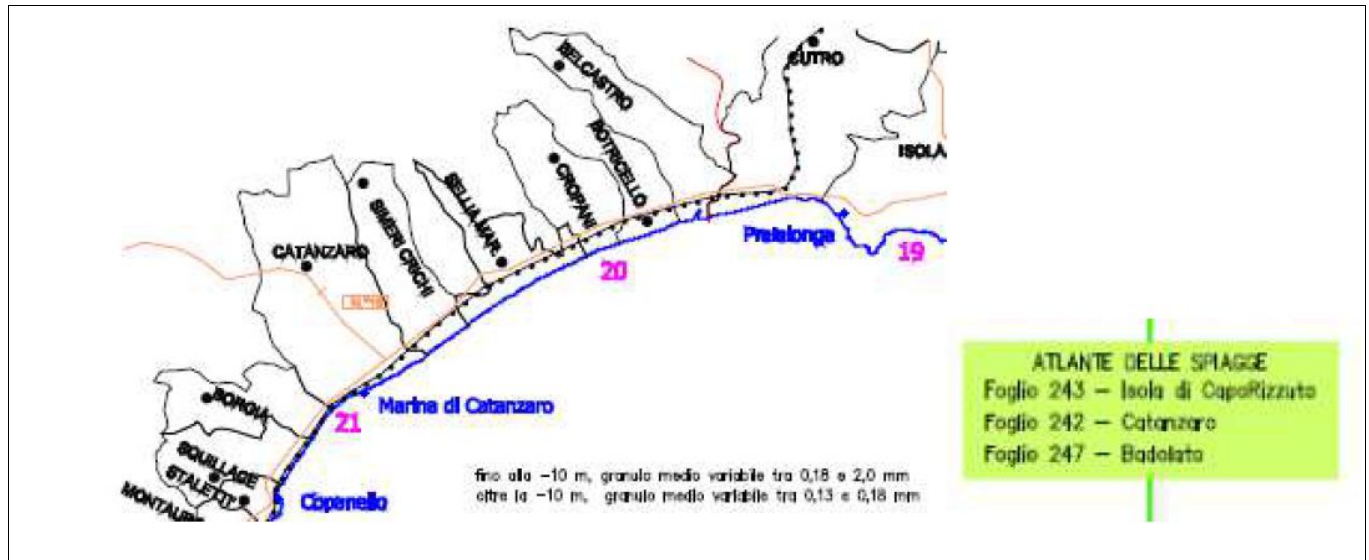 BELCASTRO
CUTRO
BOTRICELLO
ISOLA
CROPANI
SELLIA MAR.
SIMERI CRICHI
CATANZARO
Pratalonga
19
20
BORGIA
Marina di Catanzaro
21
SQUILLACE
STALETTI'
MONTAURO
Copanello
fino alla -10 m, granulo medio variabile tra 0,18 e 2,0 mm
oltre la -10 m, granulo medio variabile tra 0,13 e 0,18 mm
ATLANTE DELLE SPIAGGE
Foglio 243 – Isola di CapoRizzuto
Foglio 242 – Catanzaro
Foglio 247 – Badolato